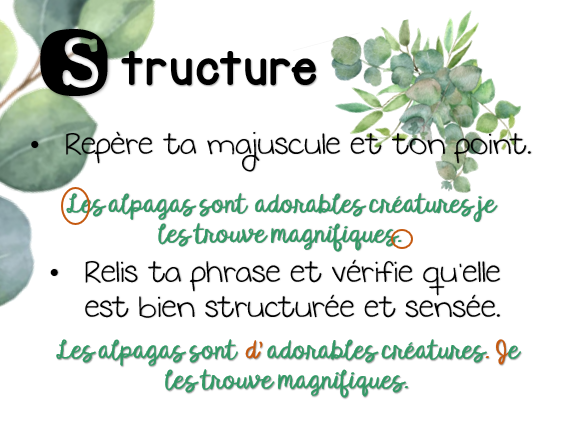 Structure
• Repère ta majuscule et ton point.
Les alpagas sont adorables créatures je
les trouve magnifiques.
• Relis ta phrase et vérifie qu'elle
est bien structurée et sensée.
Les alpagas sont d' adorables créatures. Je
les trouve magnifiques.